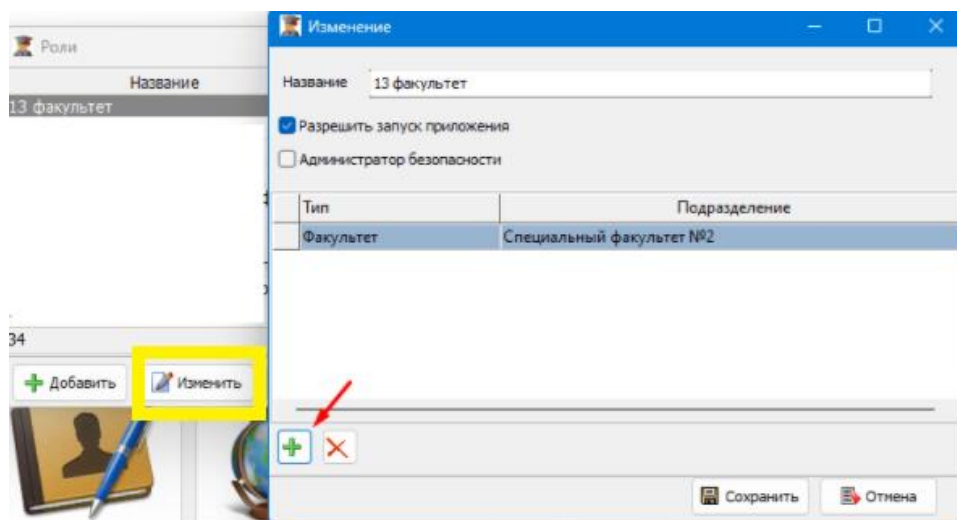 Роли
Название
13 факультет
34
Добавить
Изменить
Изменение
Название 13 факультет
Разрешить запуск приложения
Администратор безопасности
Тип Подразделение
Факультет Специальный факультет №2
Сохранить Отмена